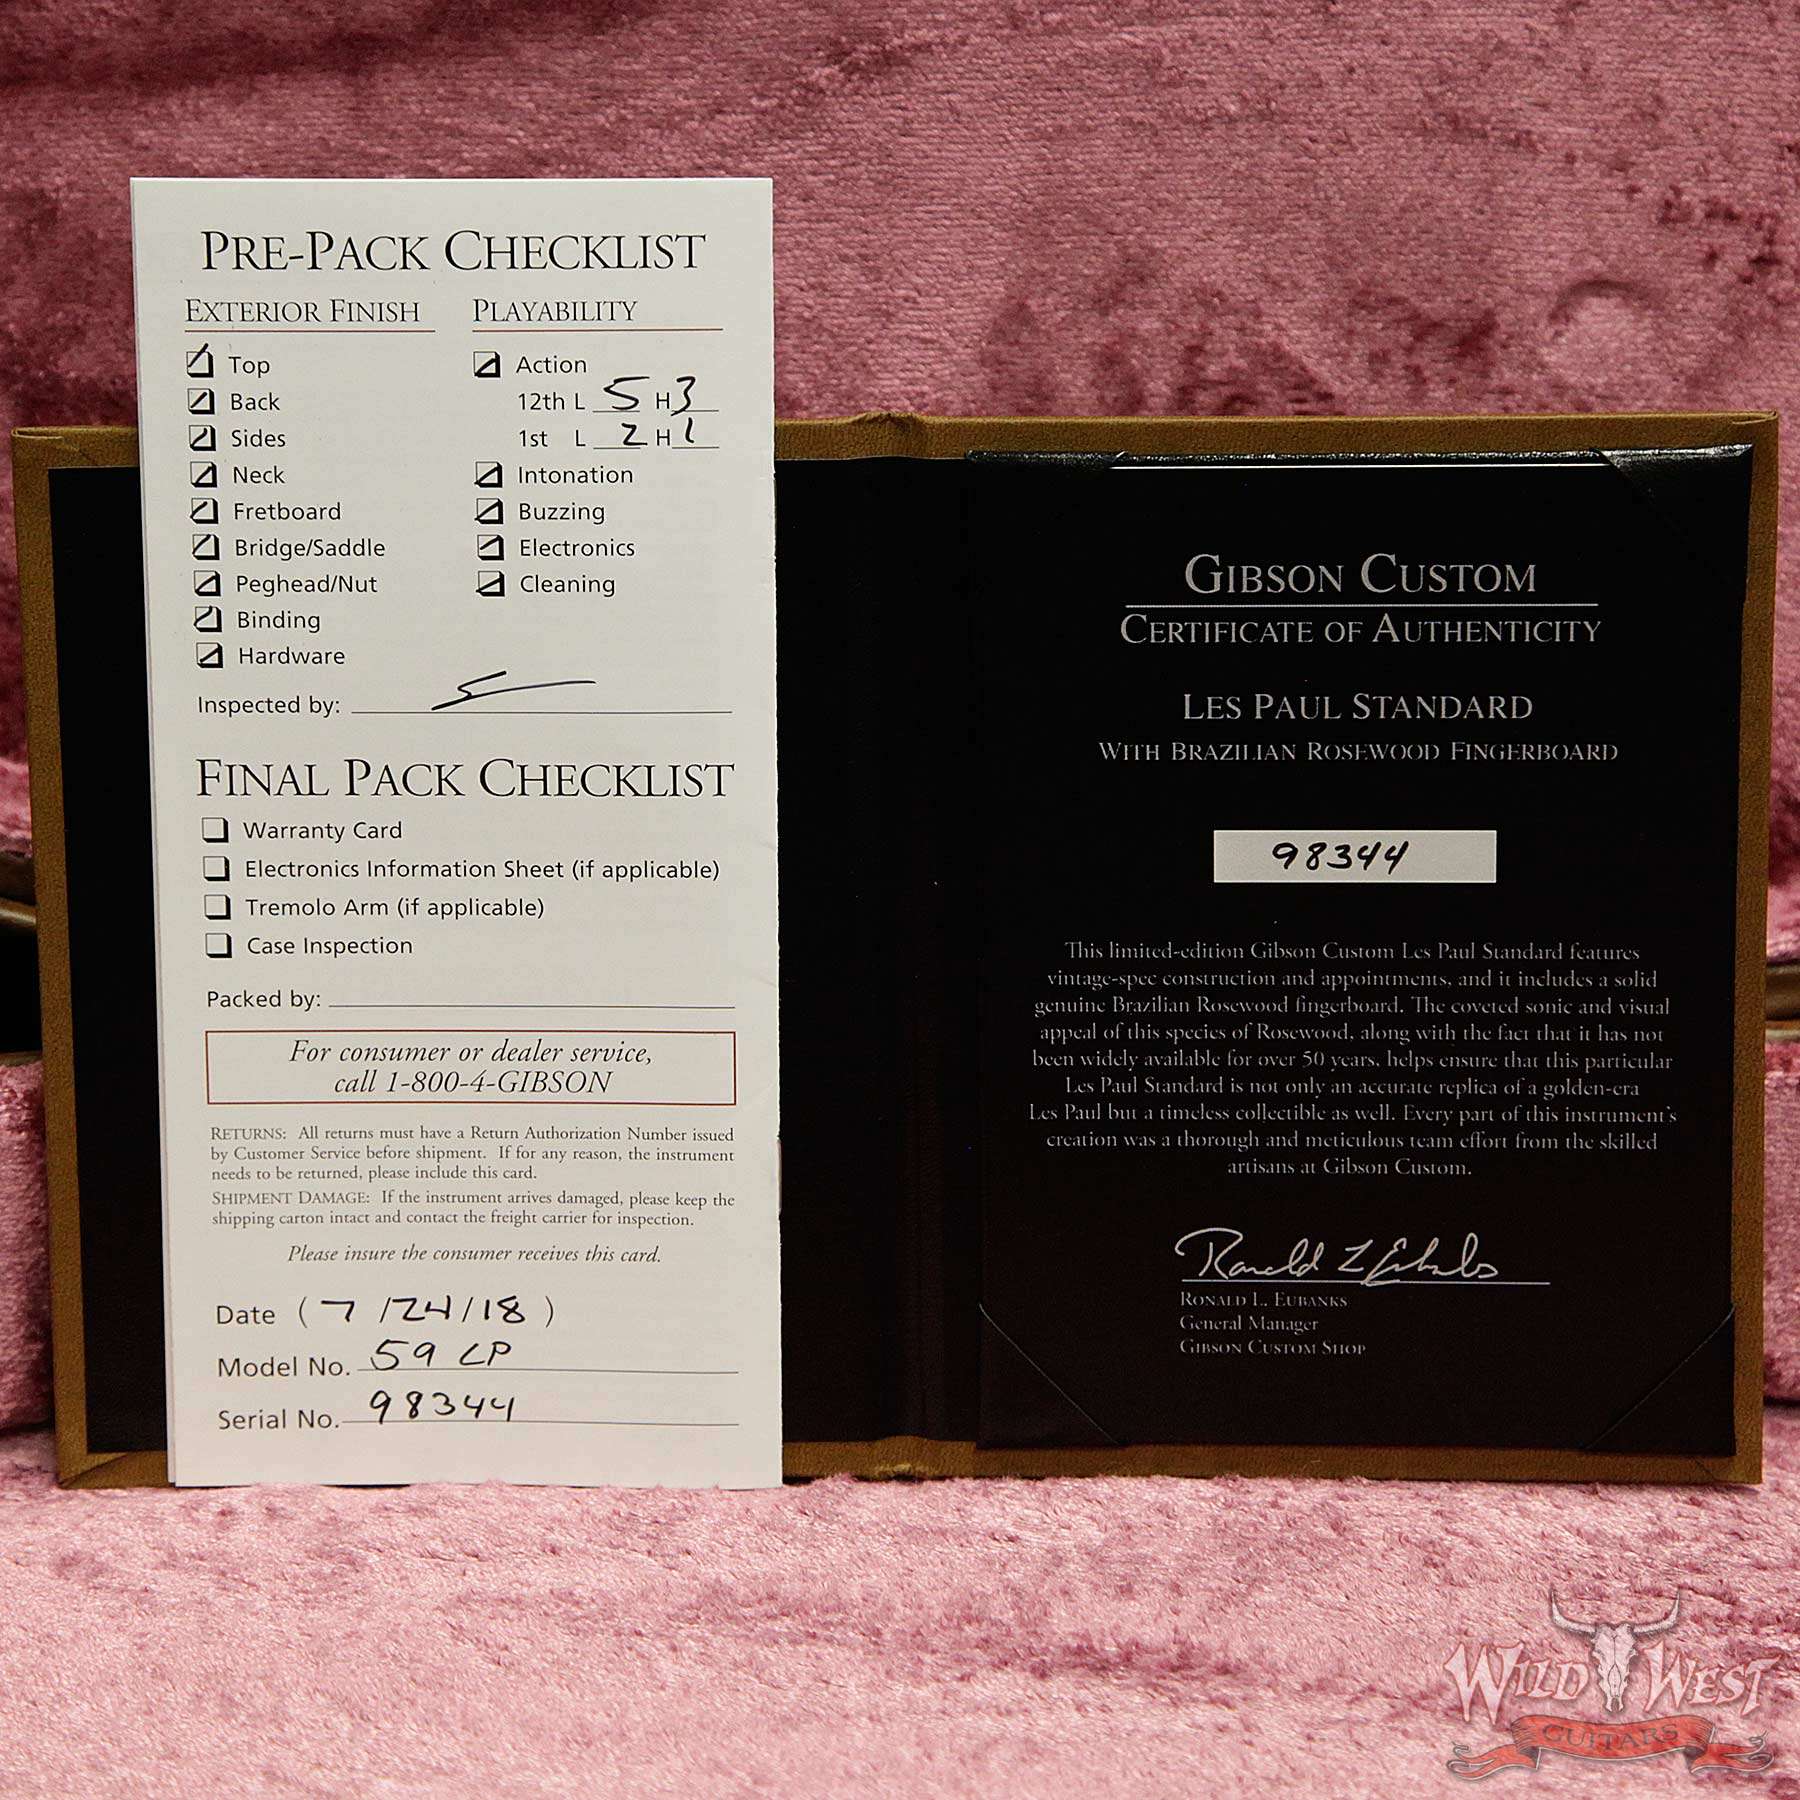 PRE-PACK CHECKLIST
EXTERIOR FINISH
Top
Back
Sides
Neck
Fretboard
Bridge/Saddle
Peghead/Nut
Binding
Hardware
PLAYABILITY
Action
12th L 5 H 3
1st L 2 H 1
Intonation
Buzzing
Electronics
Cleaning
Inspected by:
FINAL PACK CHECKLIST
Warranty Card
Electronics Information Sheet (if applicable)
Tremolo Arm (if applicable)
Case Inspection
Packed by:
For consumer or dealer service,
call 1-800-4-GIBSON
RETURNS: All returns must have a Return Authorization Number issued
by Customer Service before shipment. If for any reason, the instrument
needs to be returned, please include this card.
SHIPMENT DAMAGE: If the instrument arrives damaged, please keep the
shipping carton intact and contact the freight carrier for inspection.
Please insure the consumer receives this card.
Date ( 7 /24/18 )
Model No. 59 LP
Serial No. 98344
GIBSON CUSTOM
CERTIFICATE OF AUTHENTICITY
LES PAUL STANDARD
WITH BRAZILIAN ROSEWOOD FINGERBOARD
98344
This limited-edition Gibson Custom Les Paul Standard features
vintage-spec construction and appointments, and it includes a solid
genuine Brazilian Rosewood fingerboard. The coveted sonic and visual
appeal of this species of Rosewood, along with the fact that it has not
been widely available for over 50 years, helps ensure that this particular
Les Paul Standard is not only an accurate replica of a golden-era
Les Paul but a timeless collectible as well. Every part of this instrument's
creation was a thorough and meticulous team effort from the skilled
artisans at Gibson Custom.
Ronald L Eubanks
RONALD L. EUBANKS
General Manager
GIBSON CUSTOM SHOP
WILD WEST
GUITARS